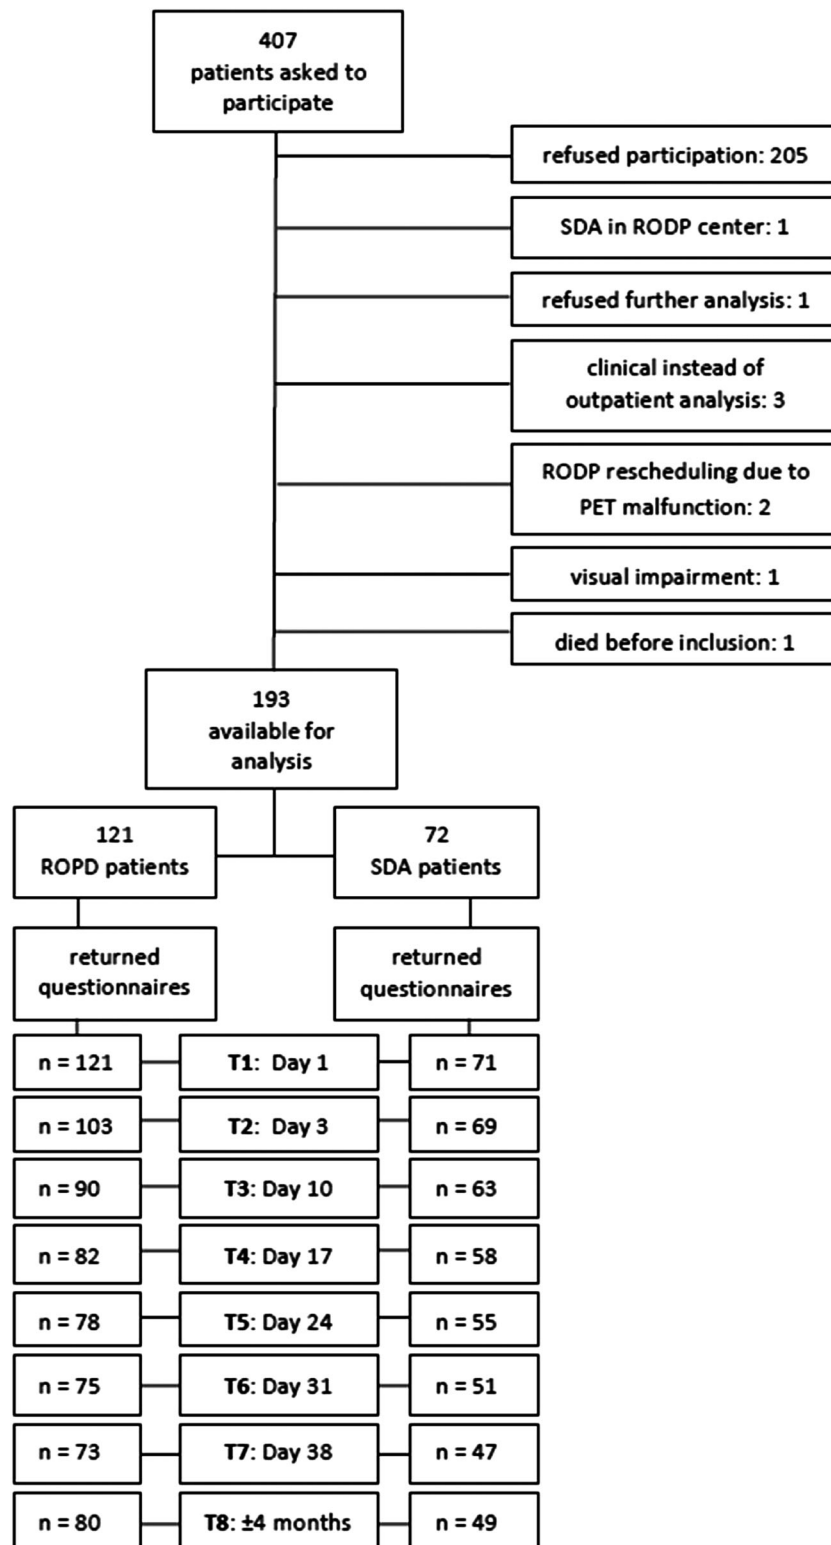 407
patients asked to
participate
refused participation: 205
SDA in RODP center: 1
refused further analysis: 1
clinical instead of
outpatient analysis: 3
RODP rescheduling due to
PET malfunction: 2
visual impairment: 1
died before inclusion: 1
193
available for
analysis
121
ROPD patients
72
SDA patients
returned
questionnaires
returned
questionnaires
n = 121
T1: Day 1
n = 71
n = 103
T2: Day 3
n = 69
n = 90
T3: Day 10
n = 63
n = 82
T4: Day 17
n = 58
n = 78
T5: Day 24
n = 55
n = 75
T6: Day 31
n = 51
n = 73
T7: Day 38
n = 47
n = 80
T8: ±4 months
n = 49